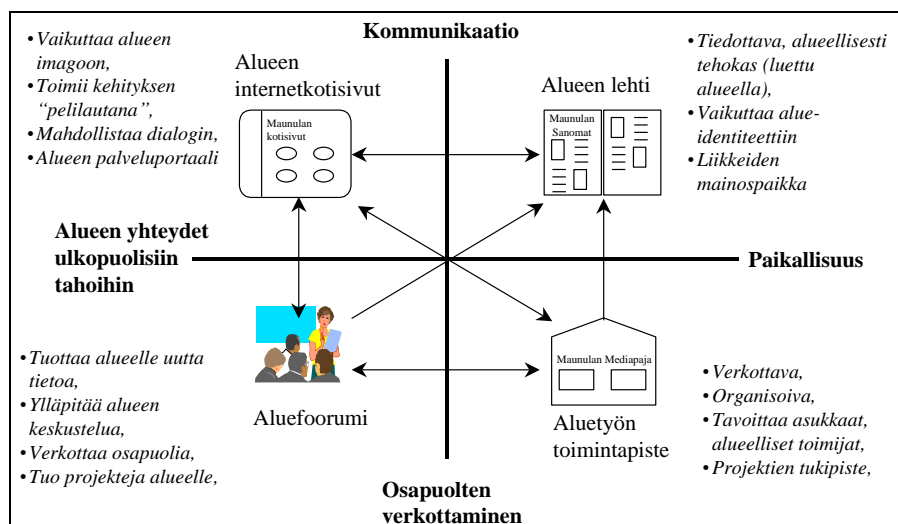 • Vaikuttaa alueen
imagoon,
• Toimii kehityksen
“pelilautana”,
• Mahdollistaa dialogin,
• Alueen palveluportaali
Kommunikaatio
Alueen
internetkotisivut
Maunulan
kotisivut
Alueen lehti
Maunulan
Sanomat
• Tiedottava, alueellisesti
tehokas (luettu
alueella),
• Vaikuttaa alue-
identiteettiin
• Liikkeiden
mainospaikka
Alueen yhteydet
ulkopuolisiin
tahoihin
Paikallisuus
• Tuottaa alueelle uutta
tietoa,
• Ylläpitää alueen
keskustelua,
• Verkottaa osapuolia,
• Tuo projekteja alueelle,
Aluefoorumi
Maunulan Mediapaja
Aluetyön
toimintapiste
• Verkottava,
• Organisoiva,
• Tavoittaa asukkaat,
alueelliset toimijat,
• Projektien tukipiste,
Osapuolten
verkottaminen